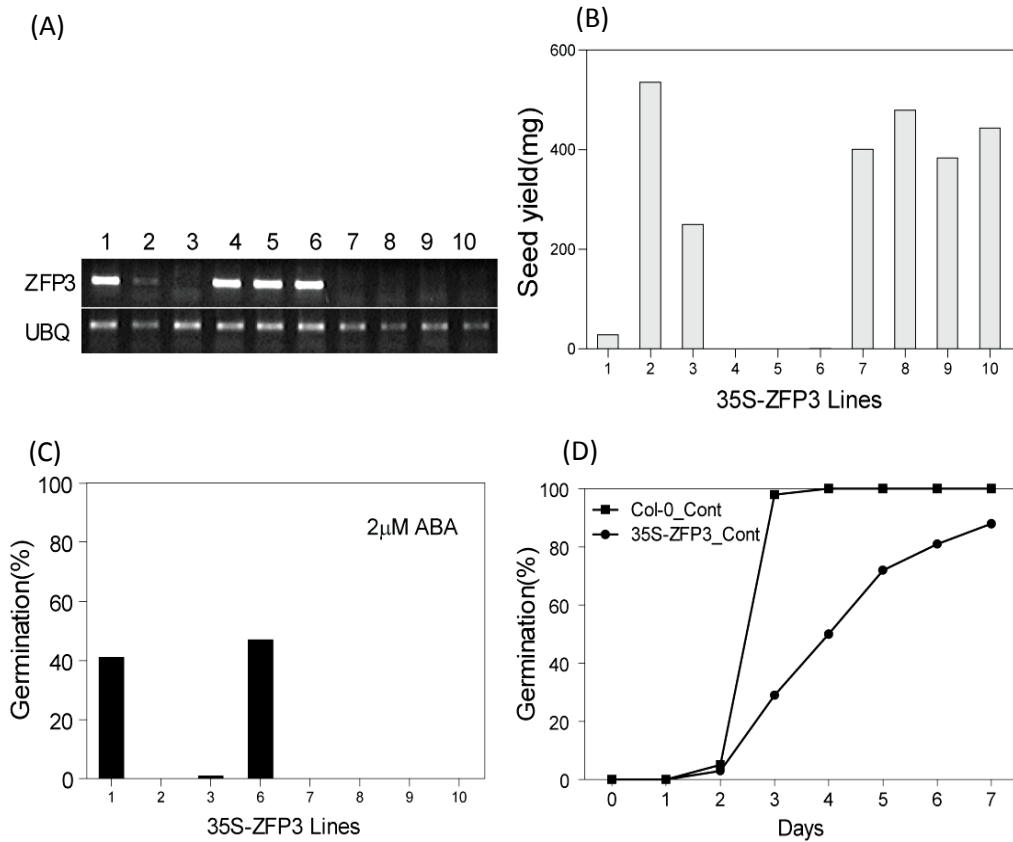 (A)
1 2 3 4 5 6 7 8 9 10
ZFP3
UBQ
(B)
600
400
200
0
Seed yield(mg)
1 2 3 4 5 6 7 8 9 10
35S-ZFP3 Lines
(C)
100
80
60
40
20
0
Germination(%)
2μM ABA
1 2 3 6 7 8 9 10
35S-ZFP3 Lines
(D)
100
80
60
40
20
0
Germination(%)
Col-0_Cont
35S-ZFP3_Cont
0 1 2 3 4 5 6 7
Days